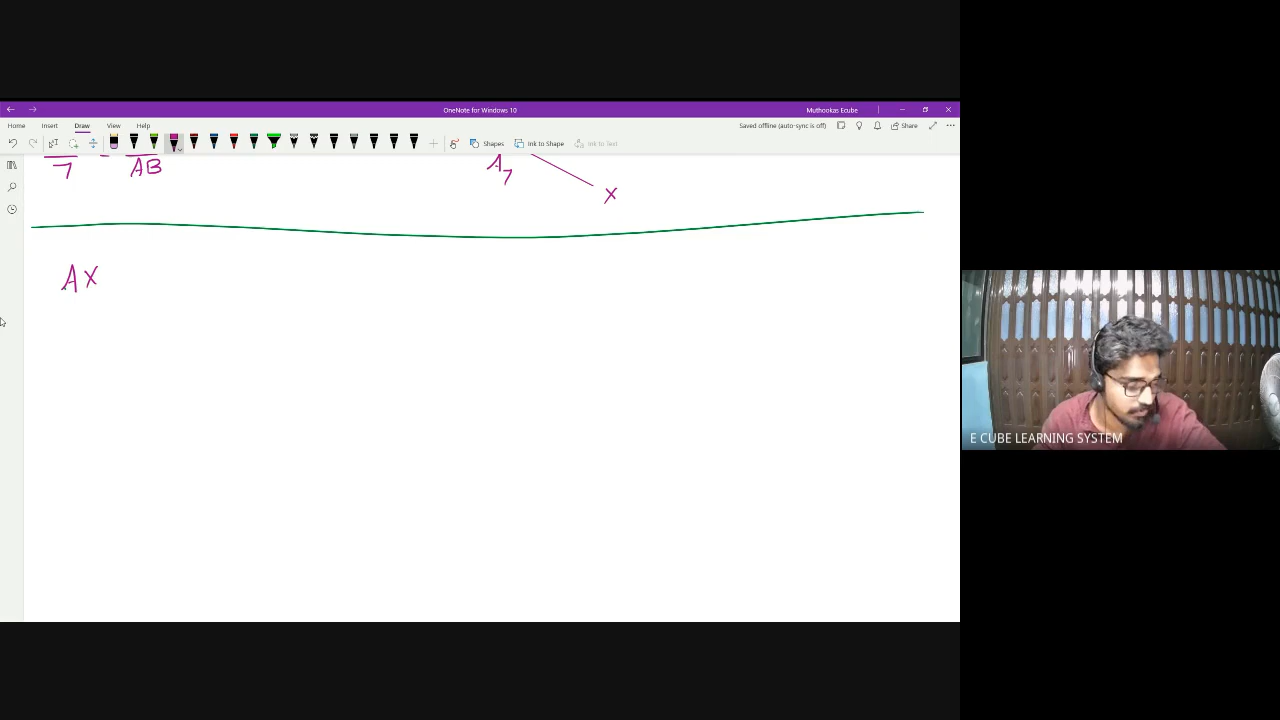 OneNote for Windows 10
Muthookas Ecube
Home Insert Draw View Help
Saved offline (auto-sync is off) Share
Shapes Ink to Shape Ink to Text
7 = AB
A7
X
AX
E CUBE LEARNING SYSTEM